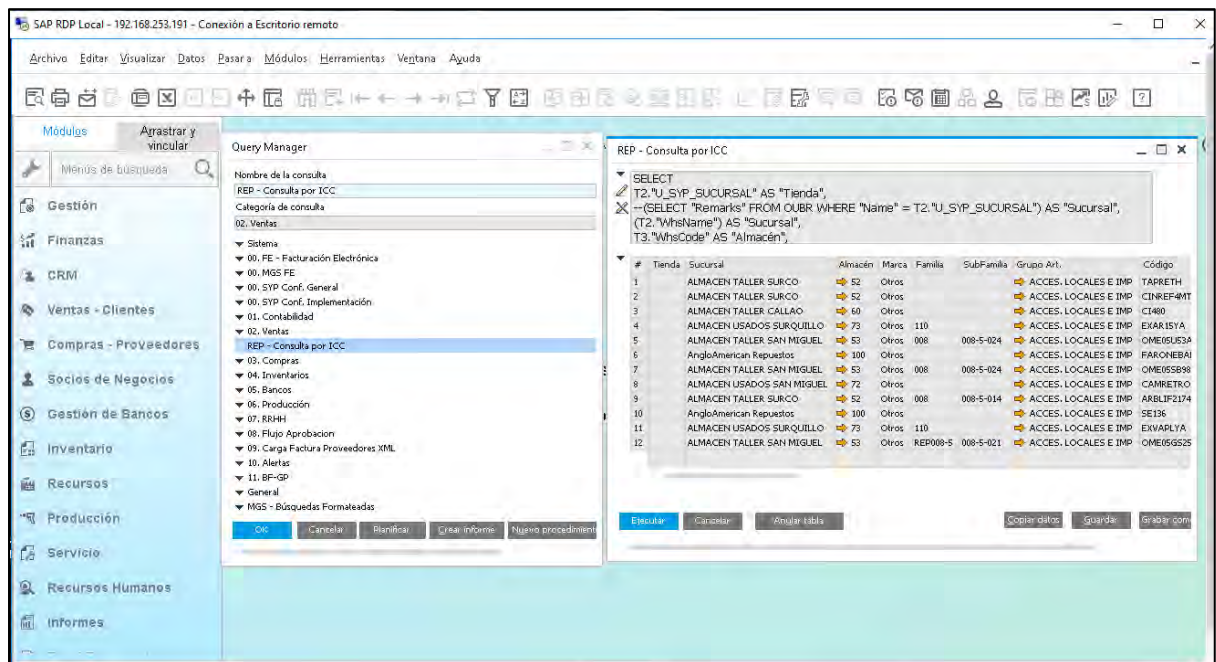 SAP RDP Local - 192.168.253.191 - Conexión a Escritorio remoto
Archivo Editar Visualizar Datos Pasar a Módulos Herramientas Ventana Ayuda
Módulos
Arrastrar y vincular
Menús de búsqueda
Gestión
Finanzas
CRM
Ventas - Clientes
Compras - Proveedores
Socios de Negocios
Gestión de Bancos
Inventario
Recursos
Producción
Servicio
Recursos Humanos
Informes
Query Manager
Nombre de la consulta
REP - Consulta por ICC
Categoría de consulta
02. Ventas
Sistema
00. FE - Facturación Electrónica
00. MGS FE
00. SYP Conf. General
00. SYP Conf. Implementación
01. Contabilidad
02. Ventas
REP - Consulta por ICC
03. Compras
04. Inventarios
05. Bancos
06. Producción
07. RRHH
08. Flujo Aprobacion
09. Carga Factura Proveedores XML
10. Alertas
11. BF-GP
General
MGS - Búsquedas Formateadas
OK Cancelar Planificar Crear informe Nuevo procedimient
REP - Consulta por ICC
SELECT
T2."U_SYP_SUCURSAL" AS "Tienda",
--(SELECT "Remarks" FROM OUBR WHERE "Name" = T2."U_SYP_SUCURSAL") AS "Sucursal",
(T2."WhsName") AS "Sucursal",
T3."WhsCode" AS "Almacén",
# Tienda Sucursal Almacén Marca Familia SubFamilia Grupo Art. Código
1 ALMACEN TALLER SURCO 52 Otros ACCES. LOCALES E IMP TAPRETH
2 ALMACEN TALLER SURCO 52 Otros ACCES. LOCALES E IMP CINREF4MT
3 ALMACEN TALLER CALLAO 60 Otros ACCES. LOCALES E IMP CI480
4 ALMACEN USADOS SURQUILLO 73 Otros 110 ACCES. LOCALES E IMP EXARISYA
5 ALMACEN TALLER SAN MIGUEL 53 Otros 008 008-5-024 ACCES. LOCALES E IMP OME05US3A
6 AngloAmerican Repuestos 100 Otros ACCES. LOCALES E IMP FARONEBAI
7 ALMACEN TALLER SAN MIGUEL 53 Otros 008 008-5-024 ACCES. LOCALES E IMP OME05SB98
8 ALMACEN USADOS SAN MIGUEL 72 Otros ACCES. LOCALES E IMP CAMRETRO
9 ALMACEN TALLER SURCO 52 Otros 008 008-5-014 ACCES. LOCALES E IMP ARBLIF2174
10 AngloAmerican Repuestos 100 Otros ACCES. LOCALES E IMP SE136
11 ALMACEN USADOS SURQUILLO 73 Otros 110 ACCES. LOCALES E IMP EXVAPLYA
12 ALMACEN TALLER SAN MIGUEL 53 Otros REP008-5 008-5-021 ACCES. LOCALES E IMP OME05GS25
Ejecutar Cancelar Anular tabla Copiar datos Guardar Grabar com